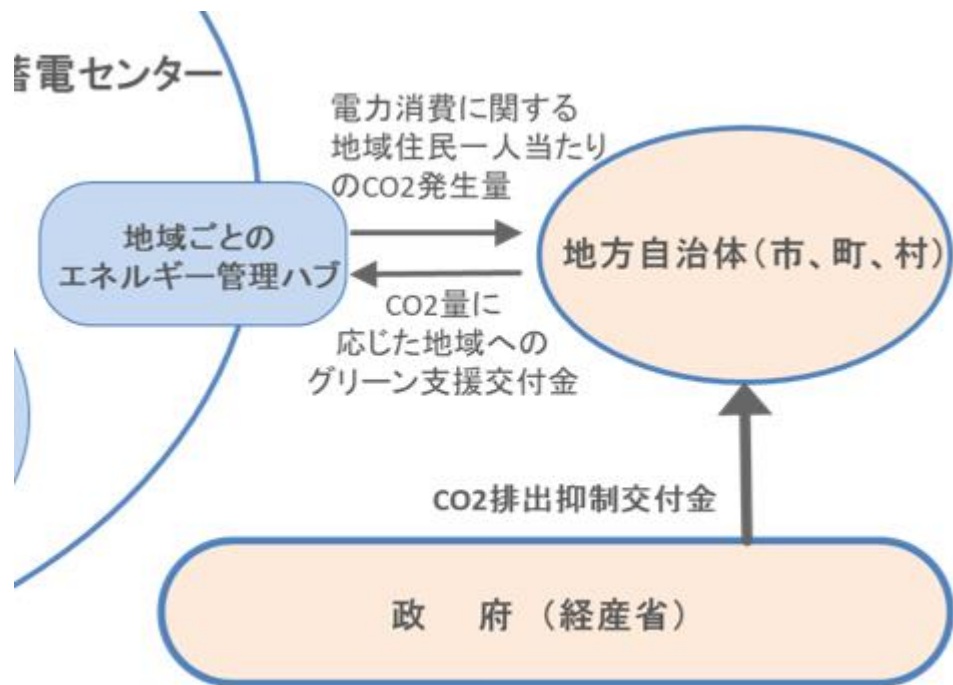 蓄電センター
電力消費に関する
地域住民一人当たり
のCO2発生量
地域ごとの
エネルギー管理ハブ
地方自治体（市、町、村）
CO2量に
応じた地域への
グリーン支援交付金
CO2排出抑制交付金
政　府（経産省）